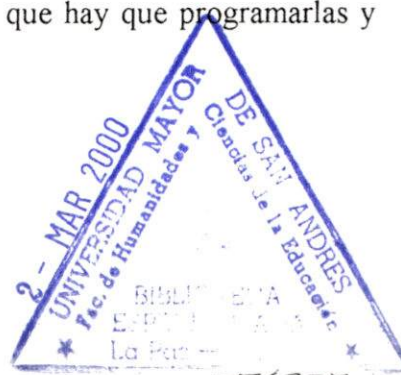 que hay que programarlas y
2 - MAR 2000
UNIVERSIDAD MAYOR
DE SAN ANDRES
Fac. de Humanidades y
Ciencias de la Educación
La Paz